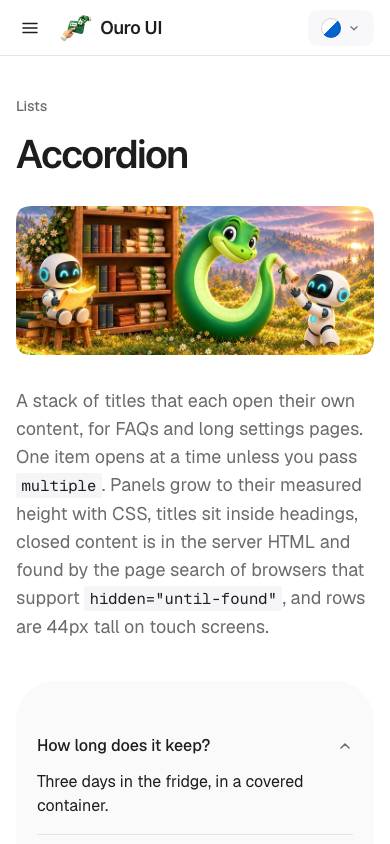 Ouro UI
Lists
Accordion
A stack of titles that each open their own
content, for FAQs and long settings pages.
One item opens at a time unless you pass
multiple. Panels grow to their measured
height with CSS, titles sit inside headings,
closed content is in the server HTML and
found by the page search of browsers that
support hidden="until-found", and rows
are 44px tall on touch screens.
How long does it keep?
Three days in the fridge, in a covered
container.